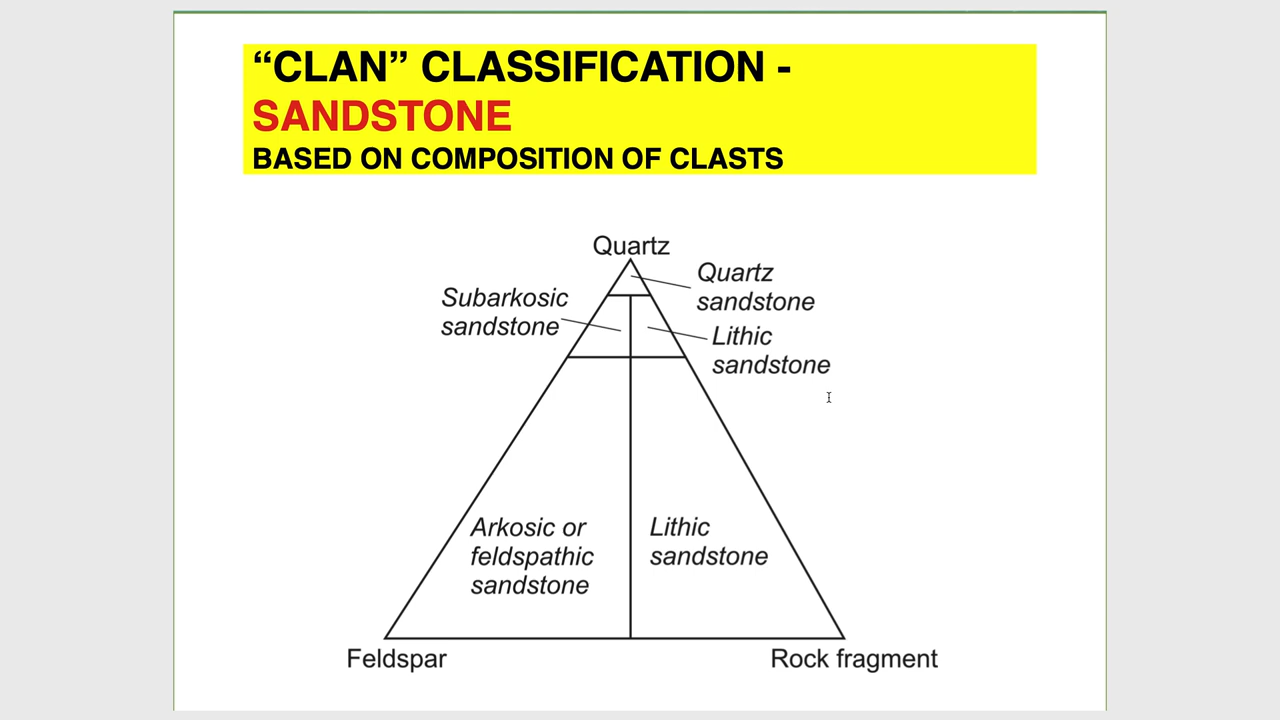 “CLAN” CLASSIFICATION -
SANDSTONE
BASED ON COMPOSITION OF CLASTS
Quartz
Quartz
sandstone
Subarkosic
sandstone
Lithic
sandstone
Arkosic or
feldspathic
sandstone
Lithic
sandstone
Feldspar
Rock fragment